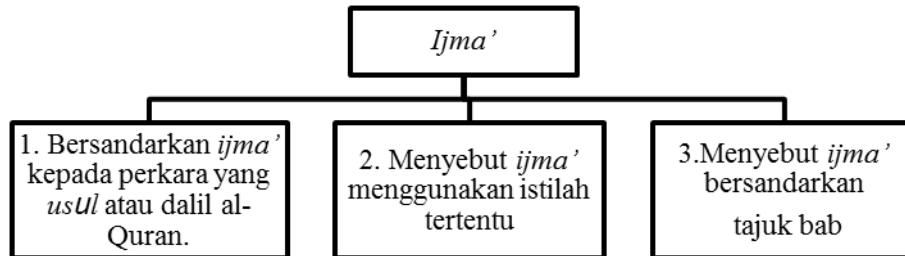 Ijma’
1. Bersandarkan ijma’
kepada perkara yang
usul atau dalil al-
Quran.
2. Menyebut ijma’
menggunakan istilah
tertentu
3.Menyebut ijma’
bersandarkan
tajuk bab